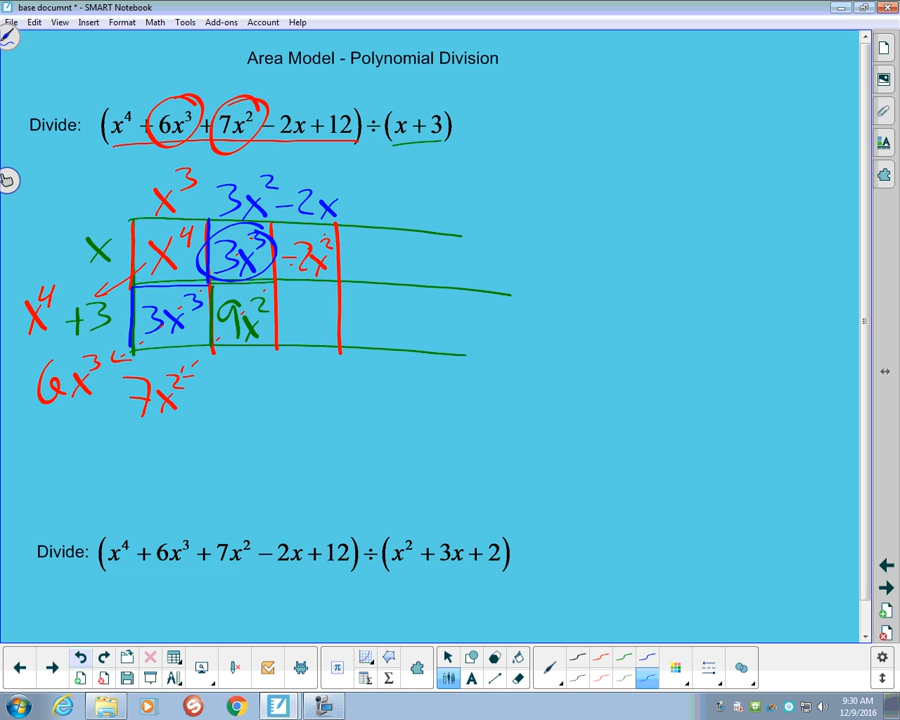 base documnt * - SMART Notebook
File Edit View Insert Format Math Tools Add-ons Account Help
Area Model - Polynomial Division
Divide: (x⁴ + 6x³ + 7x² − 2x + 12) ÷ (x + 3)
x³ 3x² −2x
x x⁴ 3x³ −2x²
x⁴ +3 3x³ 9x²
6x³ 7x²
Divide: (x⁴ + 6x³ + 7x² − 2x + 12) ÷ (x² + 3x + 2)
9:30 AM
12/9/2016